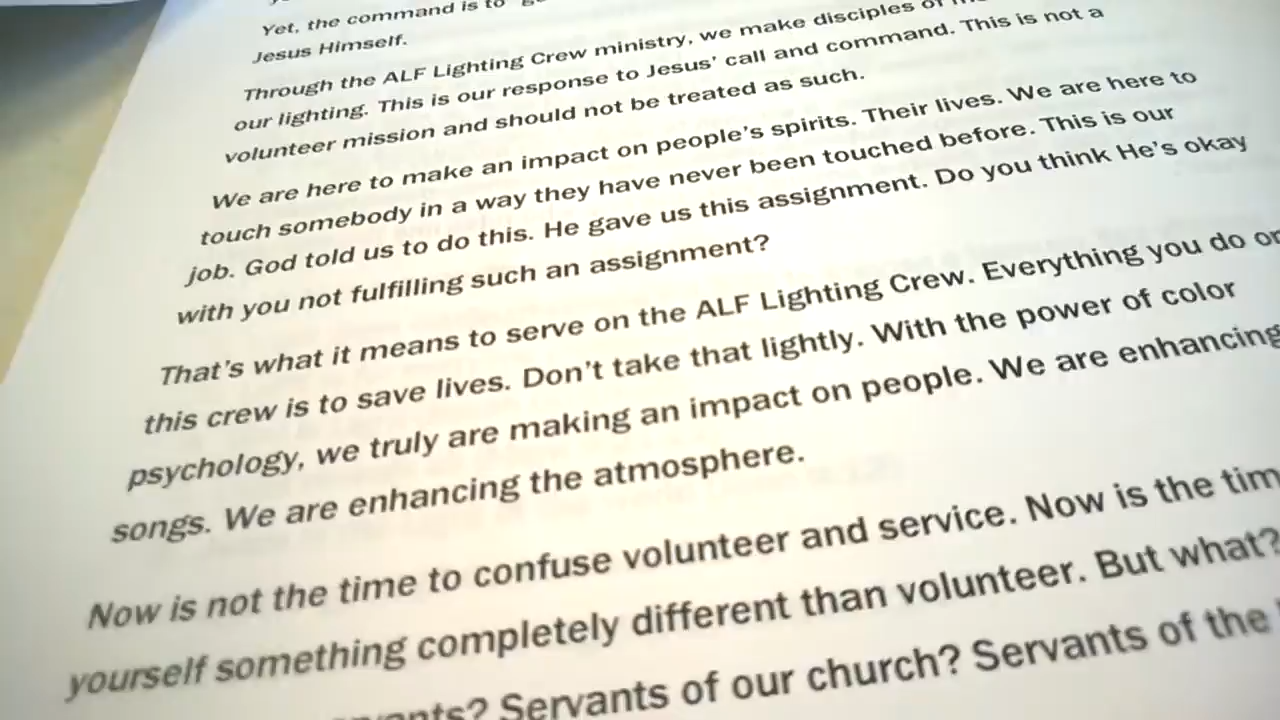 Yet, the command is to
Jesus Himself.
Through the ALF Lighting Crew ministry, we make disciples of
our lighting. This is our response to Jesus' call and command. This is not a
volunteer mission and should not be treated as such.
We are here to make an impact on people's spirits. Their lives. We are here to
touch somebody in a way they have never been touched before. This is our
job. God told us to do this. He gave us this assignment. Do you think He's okay
with you not fulfilling such an assignment?
That's what it means to serve on the ALF Lighting Crew. Everything you do on
this crew is to save lives. Don't take that lightly. With the power of color
psychology, we truly are making an impact on people. We are enhancing
songs. We are enhancing the atmosphere.
Now is not the time to confuse volunteer and service. Now is the
yourself something completely different than volunteer. But what?
Servants of our church? Servants of the